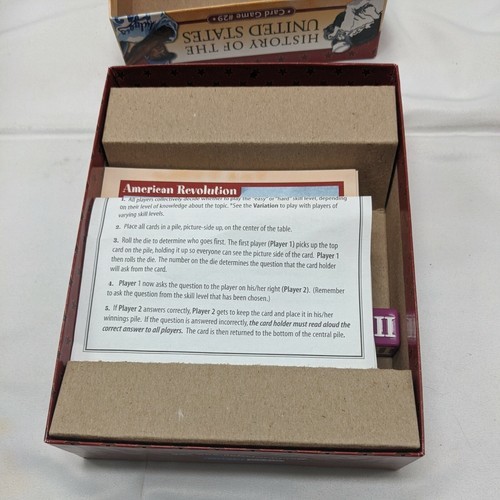 HISTORY OF THE
UNITED STATES
• Card Game #29 •
American Revolution
1. All players collectively decide whether to play the "easy" or "hard" skill level, depending
on their level of knowledge about the topic. *See the Variation to play with players of
varying skill levels.
2. Place all cards in a pile, picture-side up, on the center of the table.
3. Roll the die to determine who goes first. The first player (Player 1) picks up the top
card on the pile, holding it up so everyone can see the picture side of the card. Player 1
then rolls the die. The number on the die determines the question that the card holder
will ask from the card.
4. Player 1 now asks the question to the player on his/her right (Player 2). (Remember
to ask the question from the skill level that has been chosen.)
5. If Player 2 answers correctly, Player 2 gets to keep the card and place it in his/her
winnings pile. If the question is answered incorrectly, the card holder must read aloud the
correct answer to all players. The card is then returned to the bottom of the central pile.
II